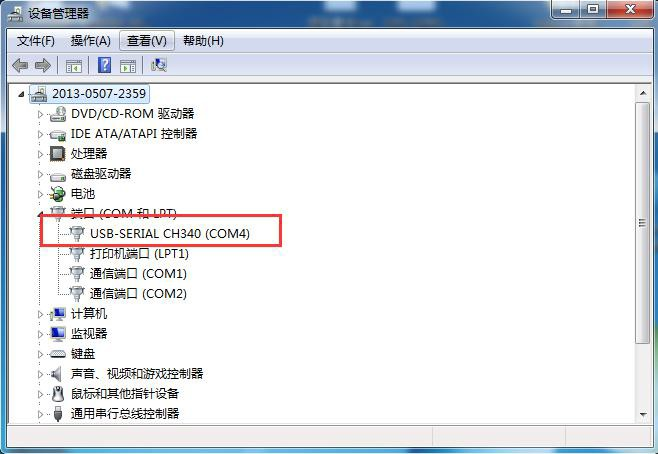 设备管理器
文件(F) 操作(A) 查看(V) 帮助(H)
2013-0507-2359
DVD/CD-ROM 驱动器
IDE ATA/ATAPI 控制器
处理器
磁盘驱动器
电池
端口 (COM 和 LPT)
USB-SERIAL CH340 (COM4)
打印机端口 (LPT1)
通信端口 (COM1)
通信端口 (COM2)
计算机
监视器
键盘
声音、视频和游戏控制器
鼠标和其他指针设备
通用串行总线控制器